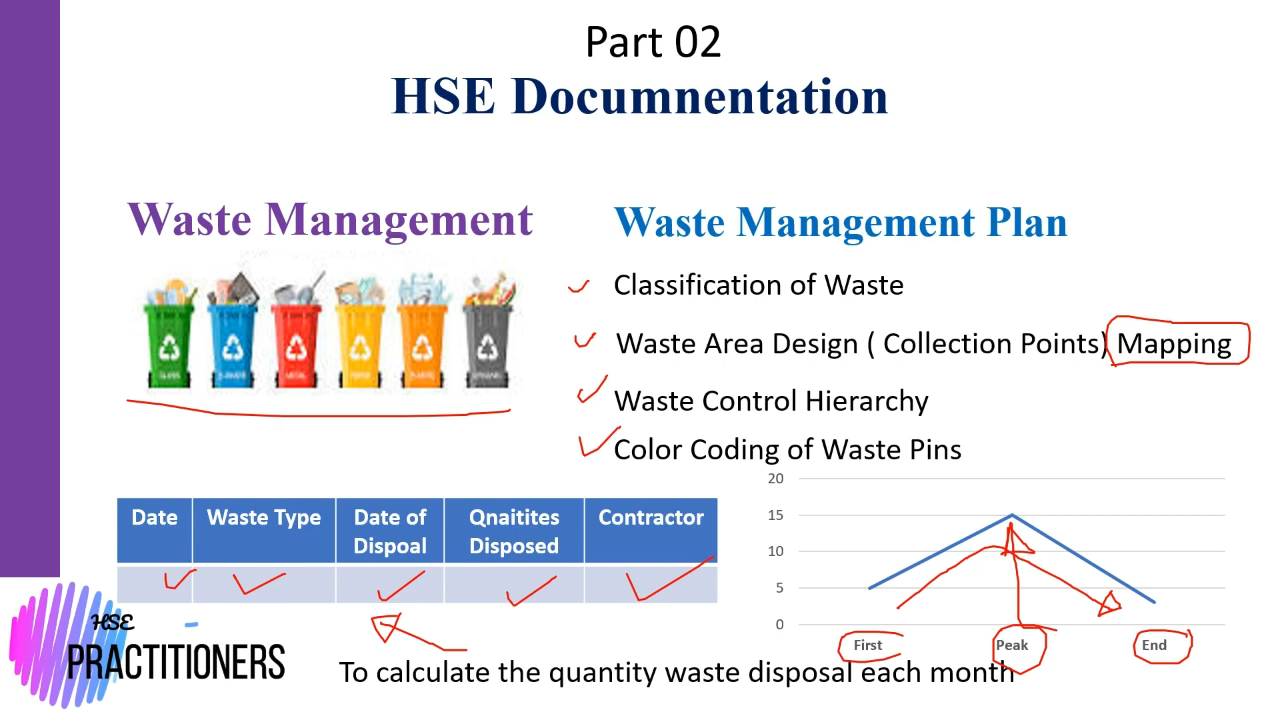 Part 02
HSE Documnentation
Waste Management
Waste Management Plan
Classification of Waste
Waste Area Design ( Collection Points) Mapping
Waste Control Hierarchy
Color Coding of Waste Pins
Date
Waste Type
Date of
Dispoal
Qnaitites
Disposed
Contractor
20
15
10
5
0
First
Peak
End
HSE
PRACTITIONERS
To calculate the quantity waste disposal each month